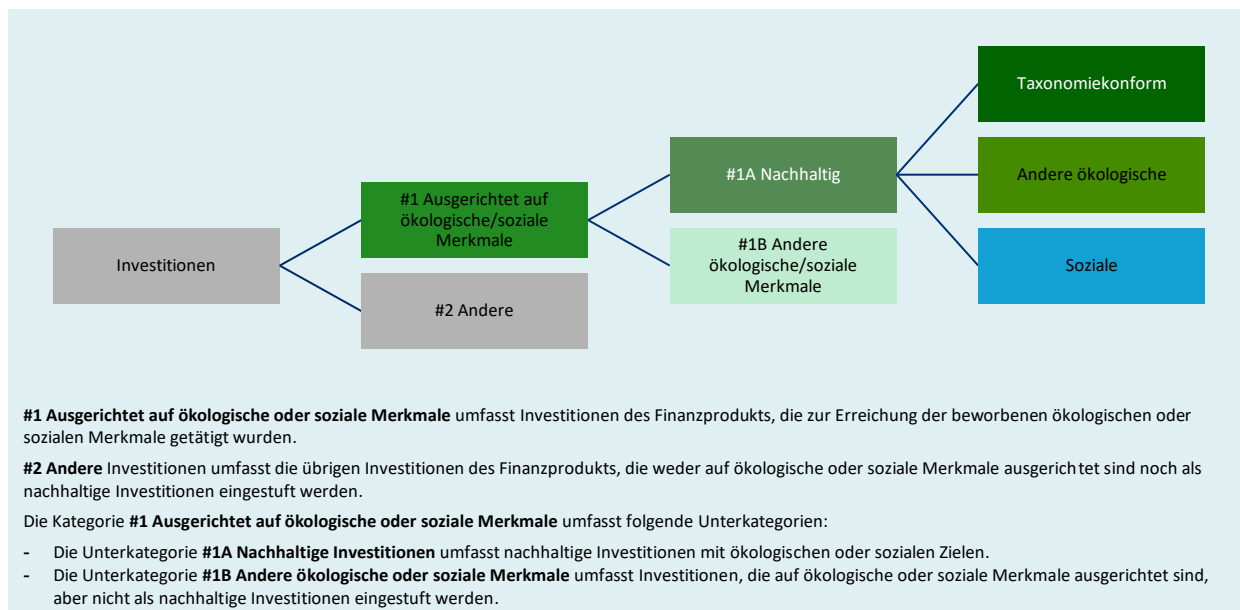 Taxonomiekonform
#1A Nachhaltig
Andere ökologische
#1 Ausgerichtet auf
ökologische/soziale
Merkmale
#1B Andere
ökologische/soziale
Merkmale
Investitionen
Soziale
#2 Andere
#1 Ausgerichtet auf ökologische oder soziale Merkmale umfasst Investitionen des Finanzprodukts, die zur Erreichung der beworbenen ökologischen oder
sozialen Merkmale getätigt wurden.
#2 Andere Investitionen umfasst die übrigen Investitionen des Finanzprodukts, die weder auf ökologische oder soziale Merkmale ausgerichtet sind noch als
nachhaltige Investitionen eingestuft werden.
Die Kategorie #1 Ausgerichtet auf ökologische oder soziale Merkmale umfasst folgende Unterkategorien:
- Die Unterkategorie #1A Nachhaltige Investitionen umfasst nachhaltige Investitionen mit ökologischen oder sozialen Zielen.
- Die Unterkategorie #1B Andere ökologische oder soziale Merkmale umfasst Investitionen, die auf ökologische oder soziale Merkmale ausgerichtet sind,
aber nicht als nachhaltige Investitionen eingestuft werden.